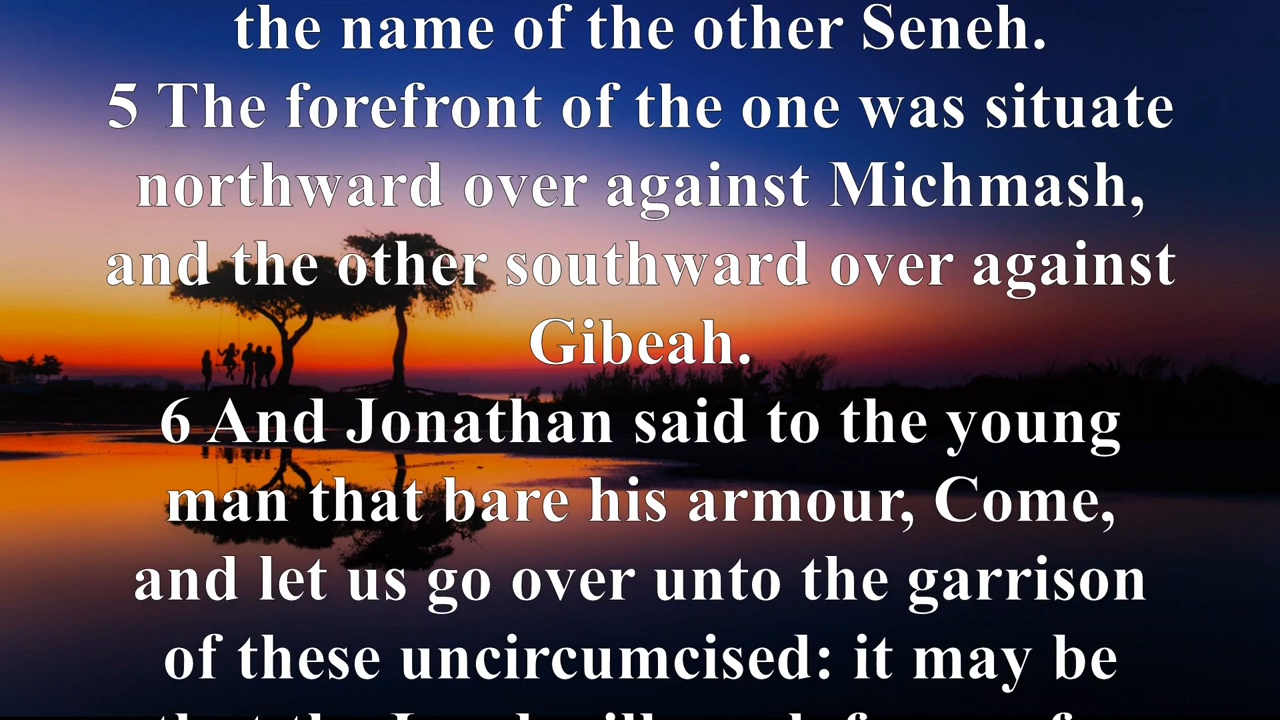 the name of the other Seneh.
5 The forefront of the one was situate
northward over against Michmash,
and the other southward over against
Gibeah.
6 And Jonathan said to the young
man that bare his armour, Come,
and let us go over unto the garrison
of these uncircumcised: it may be